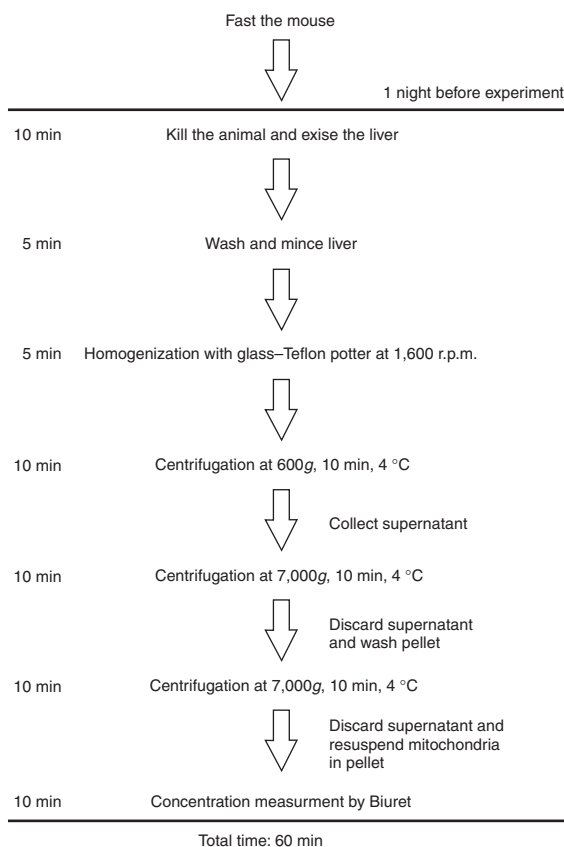 Fast the mouse
1 night before experiment
10 min Kill the animal and exise the liver
5 min Wash and mince liver
5 min Homogenization with glass–Teflon potter at 1,600 r.p.m.
10 min Centrifugation at 600g, 10 min, 4 °C
Collect supernatant
10 min Centrifugation at 7,000g, 10 min, 4 °C
Discard supernatant
and wash pellet
10 min Centrifugation at 7,000g, 10 min, 4 °C
Discard supernatant and
resuspend mitochondria
in pellet
10 min Concentration measurment by Biuret
Total time: 60 min